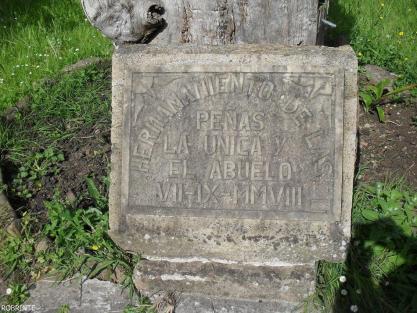 HERMANAMIENTO DE LAS
PEÑAS
LA UNICA Y
EL ABUELO
VII-IX-MMVIII